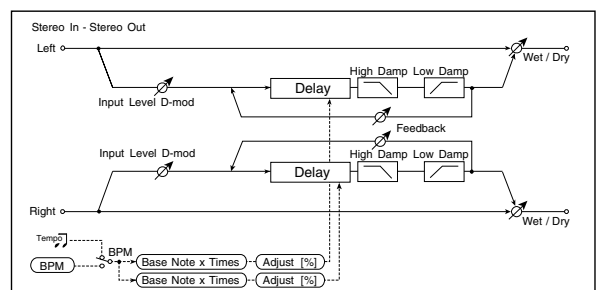 Stereo In - Stereo Out
Left
Wet / Dry
High Damp Low Damp
Delay
Input Level D-mod
Feedback
Input Level D-mod
High Damp Low Damp
Delay
Right
Wet / Dry
Tempo
BPM
BPM
Base Note x Times
Adjust [%]
Base Note x Times
Adjust [%]